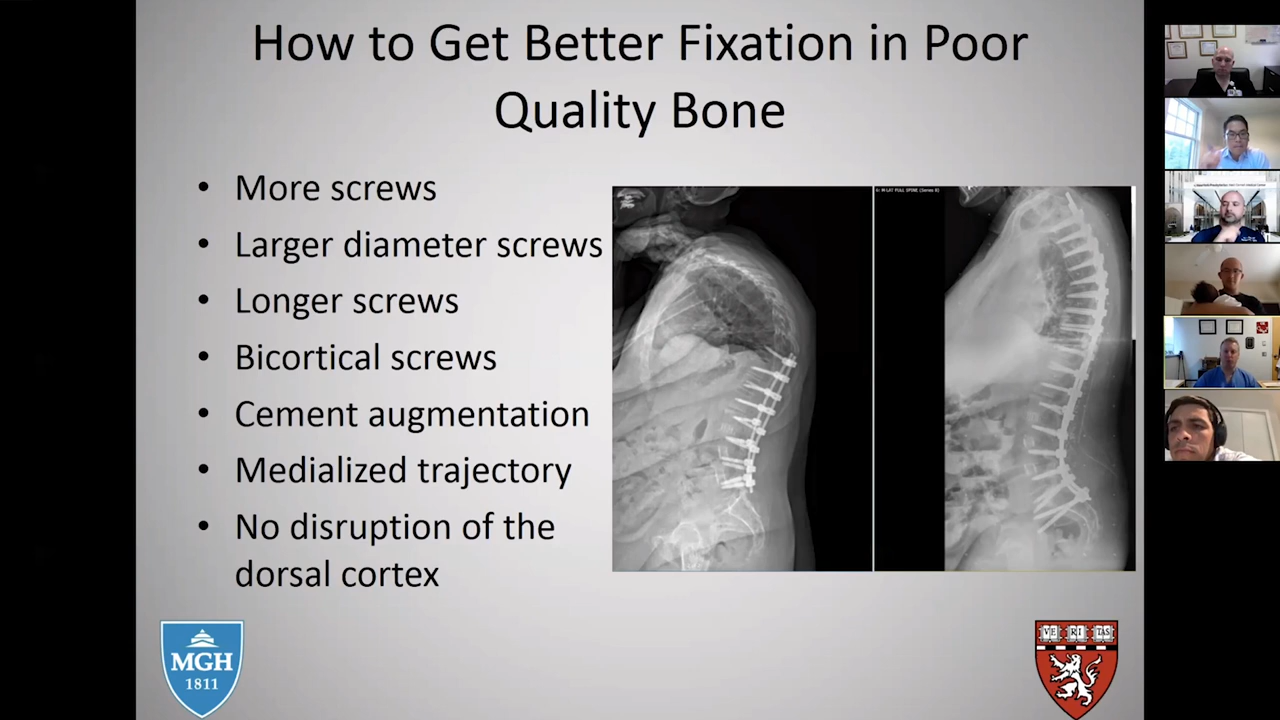 How to Get Better Fixation in Poor
Quality Bone
• More screws
• Larger diameter screws
• Longer screws
• Bicortical screws
• Cement augmentation
• Medialized trajectory
• No disruption of the
dorsal cortex
MGH
1811
VE RI TAS